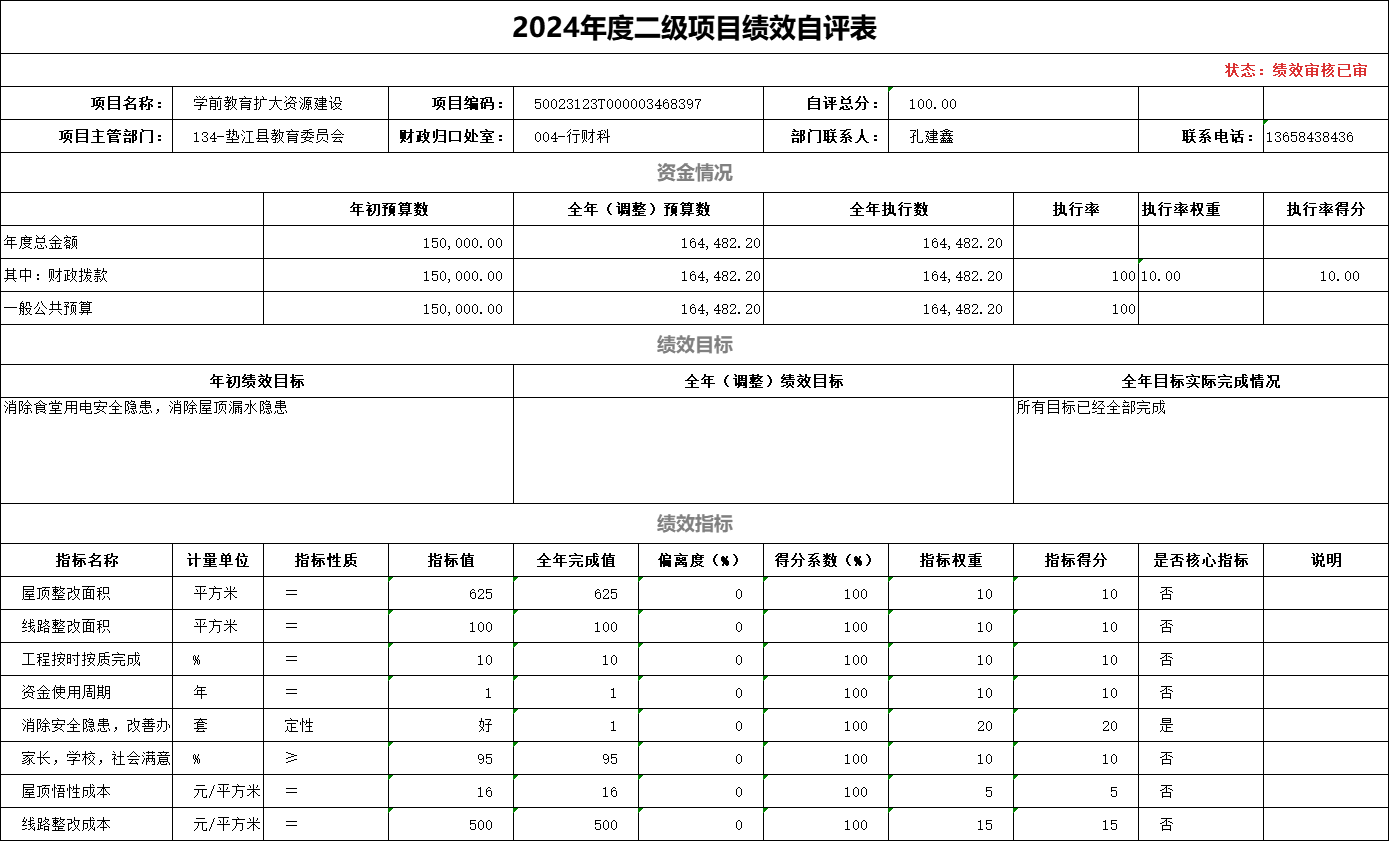 2024年度二级项目绩效自评表
状态：绩效审核已审
项目名称： 学前教育扩大资源建设 项目编码： 50023123T000003468397 自评总分： 100.00
项目主管部门： 134-垫江县教育委员会 财政归口处室： 004-行财科 部门联系人： 孔建鑫 联系电话： 13658438436
资金情况
年初预算数 全年（调整）预算数 全年执行数 执行率 执行率权重 执行率得分
年度总金额 150,000.00 164,482.20 164,482.20
其中：财政拨款 150,000.00 164,482.20 164,482.20 100 10.00 10.00
一般公共预算 150,000.00 164,482.20 164,482.20 100
绩效目标
年初绩效目标 全年（调整）绩效目标 全年目标实际完成情况
消除食堂用电安全隐患，消除屋顶漏水隐患 所有目标已经全部完成
绩效指标
指标名称 计量单位 指标性质 指标值 全年完成值 偏离度（%） 得分系数（%） 指标权重 指标得分 是否核心指标 说明
屋顶整改面积 平方米 ＝ 625 625 0 100 10 10 否
线路整改面积 平方米 ＝ 100 100 0 100 10 10 否
工程按时按质完成 % ＝ 10 10 0 100 10 10 否
资金使用周期 年 ＝ 1 1 0 100 10 10 否
消除安全隐患，改善办 套 定性 好 1 0 100 20 20 是
家长，学校，社会满意 % ≥ 95 95 0 100 10 10 否
屋顶悟性成本 元/平方米 ＝ 16 16 0 100 5 5 否
线路整改成本 元/平方米 ＝ 500 500 0 100 15 15 否